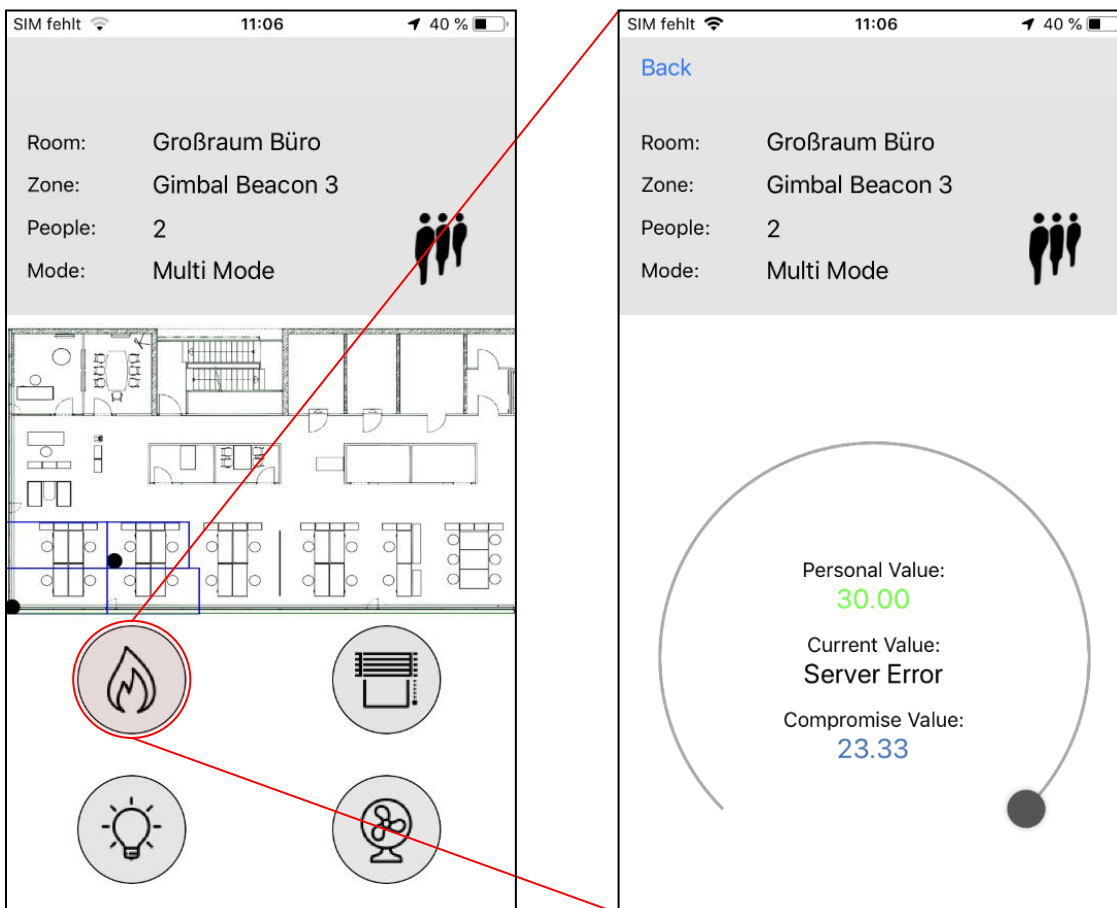 SIM fehlt 11:06 40 %
Room: Großraum Büro
Zone: Gimbal Beacon 3
People: 2
Mode: Multi Mode
SIM fehlt 11:06 40 %
Back
Room: Großraum Büro
Zone: Gimbal Beacon 3
People: 2
Mode: Multi Mode
Personal Value:
30.00
Current Value:
Server Error
Compromise Value:
23.33